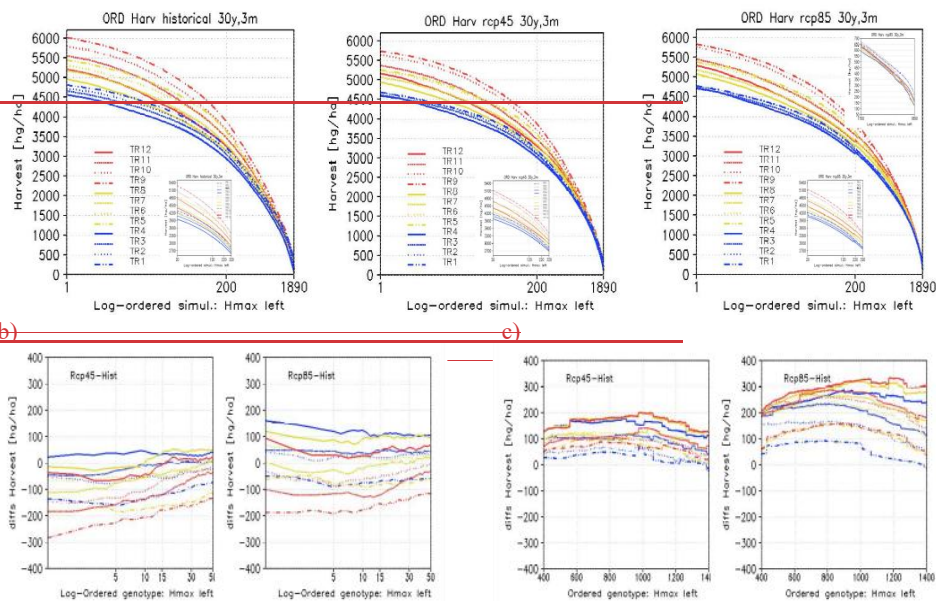 ORD Harv historical 30y,3m
Harvest [hg/ha]
6000
5500
5000
4500
4000
3500
3000
2500
2000
1500
1000
500
0
TR12
TR11
TR10
TR9
TR8
TR7
TR6
TR5
TR4
TR3
TR2
TR1
1
200
1890
Log-ordered simul.: Hmax left
ORD Harv rcp45 30y,3m
Harvest [hg/ha]
6000
5500
5000
4500
4000
3500
3000
2500
2000
1500
1000
500
0
TR12
TR11
TR10
TR9
TR8
TR7
TR6
TR5
TR4
TR3
TR2
TR1
1
200
1890
Log-ordered simul.: Hmax left
ORD Harv rcp85 30y,3m
Harvest [hg/ha]
6000
5500
5000
4500
4000
3500
3000
2500
2000
1500
1000
500
0
TR12
TR11
TR10
TR9
TR8
TR7
TR6
TR5
TR4
TR3
TR2
TR1
1
200
1890
Log-ordered simul.: Hmax left
b)
c)
Rcp45-Hist
diffs Harvest [hg/ha]
400
300
200
100
0
-100
-200
-300
-400
5
10
15
30
50
Log-Ordered genotype: Hmax left
Rcp85-Hist
diffs Harvest [hg/ha]
400
300
200
100
0
-100
-200
-300
-400
5
10
15
30
50
Log-Ordered genotype: Hmax left
Rcp45-Hist
diffs Harvest [hg/ha]
400
300
200
100
0
-100
-200
-300
-400
400
600
800
1000
1200
Ordered genotype: Hmax left
Rcp85-Hist
diffs Harvest [hg/ha]
400
300
200
100
0
-100
-200
-300
-400
400
600
800
1000
1200
1400
Ordered genotype: Hmax left